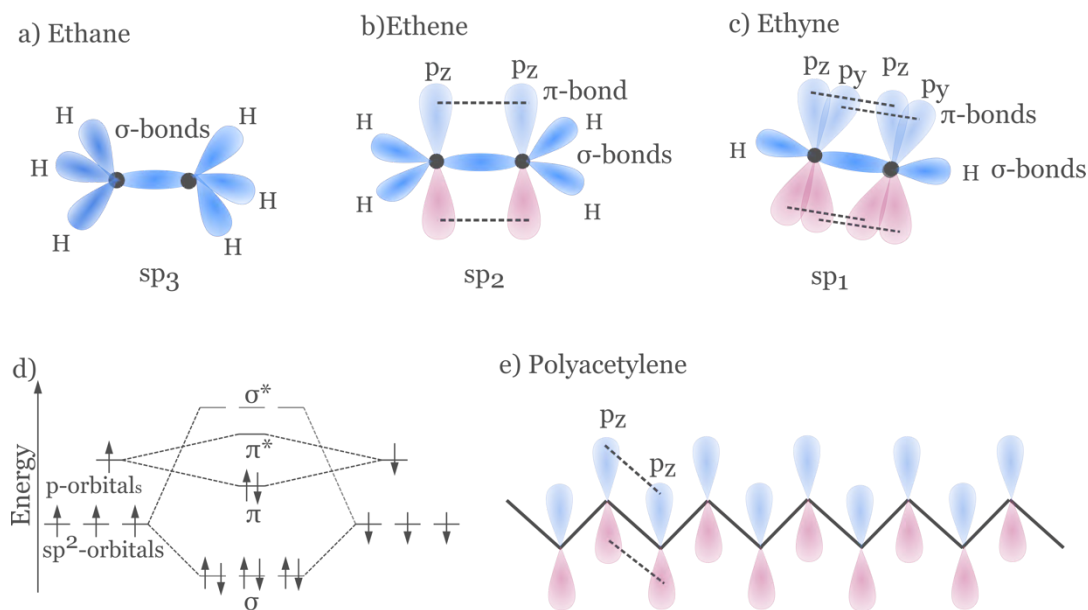 a) Ethane
H
σ-bonds
H
H
H
H
H
sp3
b)Ethene
pz
pz
π-bond
H
H
σ-bonds
H
H
sp2
c) Ethyne
pz
py
pz
py
π-bonds
H
H
σ-bonds
sp1
d)
Energy
σ*
π*
p-orbitals
π
sp²-orbitals
σ
e) Polyacetylene
pz
pz